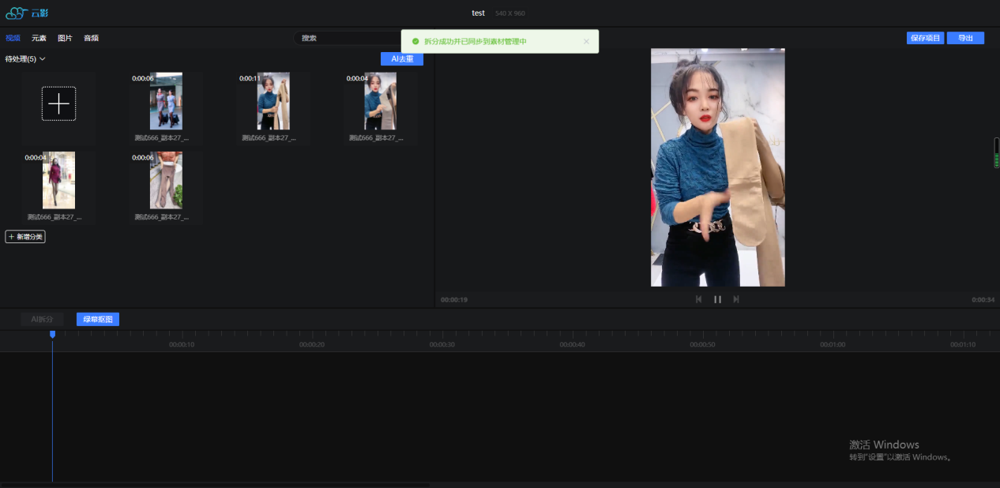 云影
test 540 X 960
视频 元素 图片 音频
搜索
拆分成功并已同步到素材管理中
保存项目 导出
待处理(5)
AI去重
0:00:06 0:00:11 0:00:04
测试666_副本27_... 测试666_副本27_... 测试666_副本27_...
0:00:04 0:00:06
测试666_副本27_... 测试666_副本27_...
+ 新增分类
00:00:19 0:00:34
AI拆分 绿幕抠图
00:00:10 00:00:20 00:00:30 00:00:40 00:00:50 00:01:00 00:01:10
激活 Windows
转到"设置"以激活 Windows。